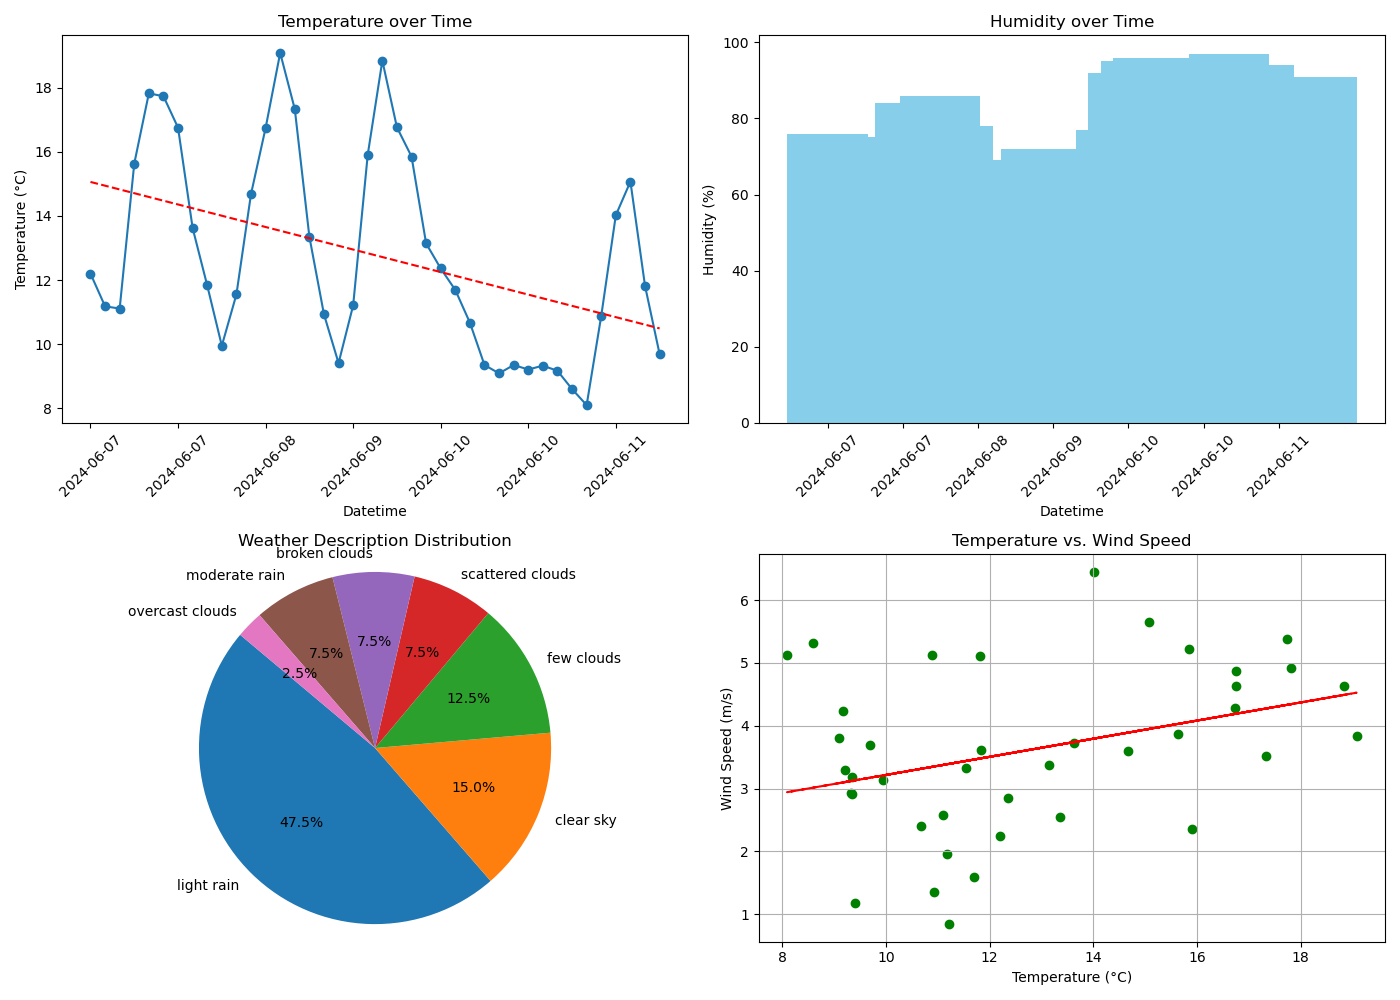 Temperature over Time
Temperature (°C)
18
16
14
12
10
8
2024-06-07
2024-06-07
2024-06-08
2024-06-09
2024-06-10
2024-06-10
2024-06-11
Datetime
Humidity over Time
Humidity (%)
100
80
60
40
20
0
2024-06-07
2024-06-07
2024-06-08
2024-06-09
2024-06-10
2024-06-10
2024-06-11
Datetime
Weather Description Distribution
broken clouds
moderate rain
scattered clouds
overcast clouds
few clouds
clear sky
light rain
7.5%
7.5%
7.5%
2.5%
12.5%
15.0%
47.5%
Temperature vs. Wind Speed
Wind Speed (m/s)
6
5
4
3
2
1
8
10
12
14
16
18
Temperature (°C)